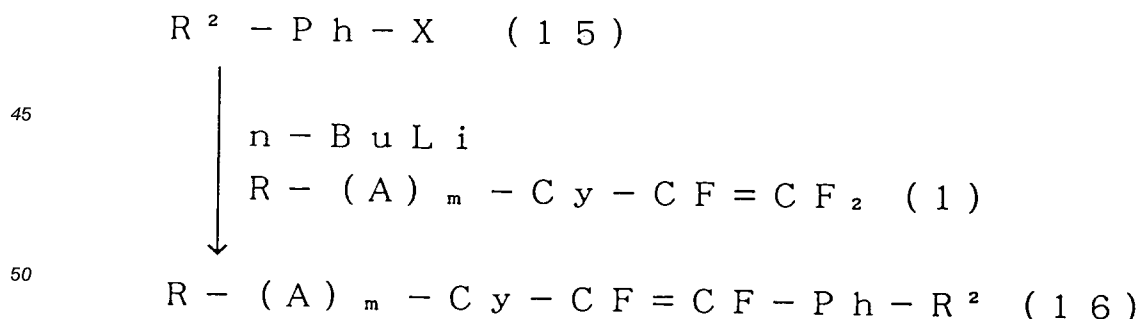 R² - Ph - X (15)
45
n - BuLi
R - (A)ₘ - Cy - CF = CF₂ (1)
50
R - (A)ₘ - Cy - CF = CF - Ph - R² (16)